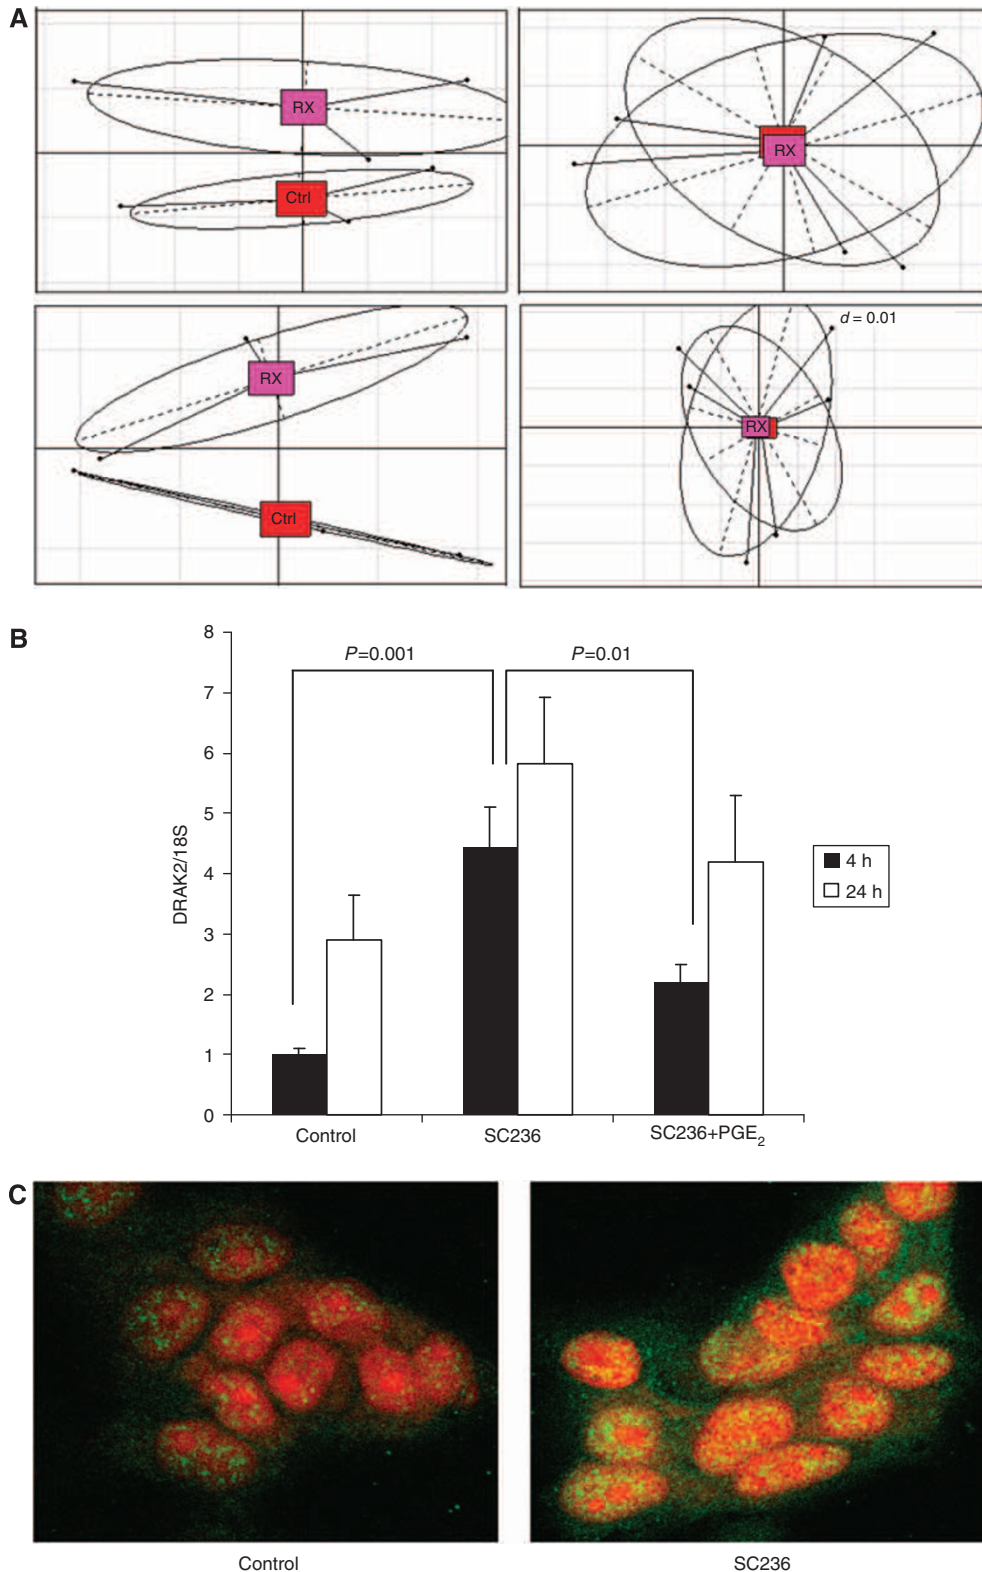 A
RX
Ctrl
RX
RX
Ctrl
d = 0.01
RX
B
8
7
6
5
4
3
2
1
0
DRAK2/18S
P=0.001
P=0.01
4 h
24 h
Control
SC236
SC236+PGE₂
C
Control
SC236